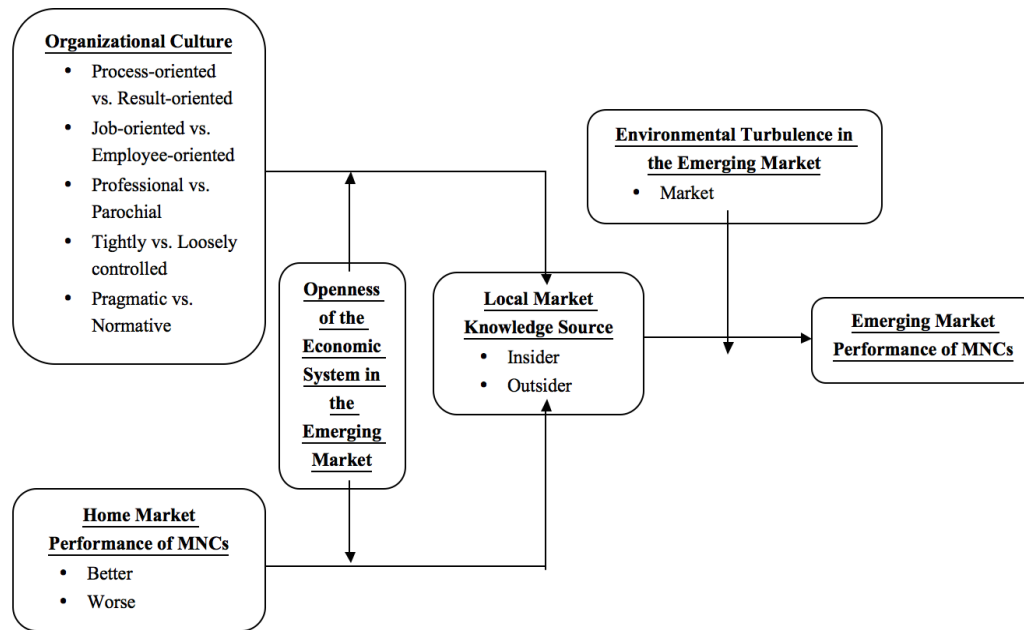 Organizational Culture
• Process-oriented
vs. Result-oriented
• Job-oriented vs.
Employee-oriented
• Professional vs.
Parochial
• Tightly vs. Loosely
controlled
• Pragmatic vs.
Normative
Environmental Turbulence in
the Emerging Market
• Market
Openness
of the
Economic
System in
the
Emerging
Market
Local Market
Knowledge Source
• Insider
• Outsider
Emerging Market
Performance of MNCs
Home Market
Performance of MNCs
• Better
• Worse